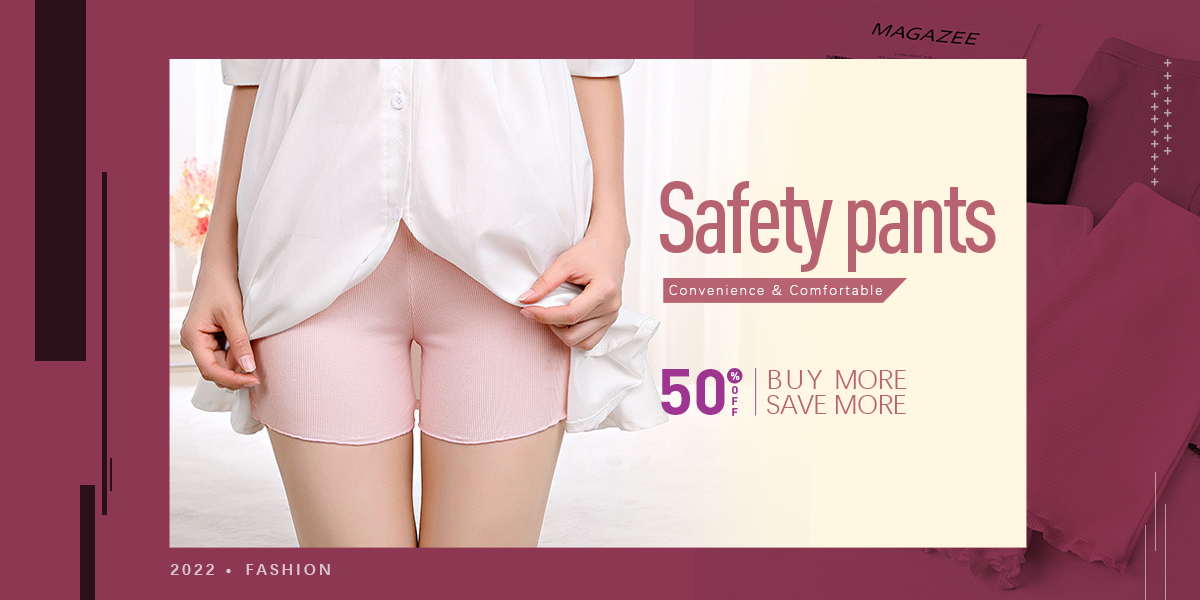 MAGAZEE
Safety pants
Convenience & Comfortable
50% OFF
BUY MORE
SAVE MORE
2022 • FASHION